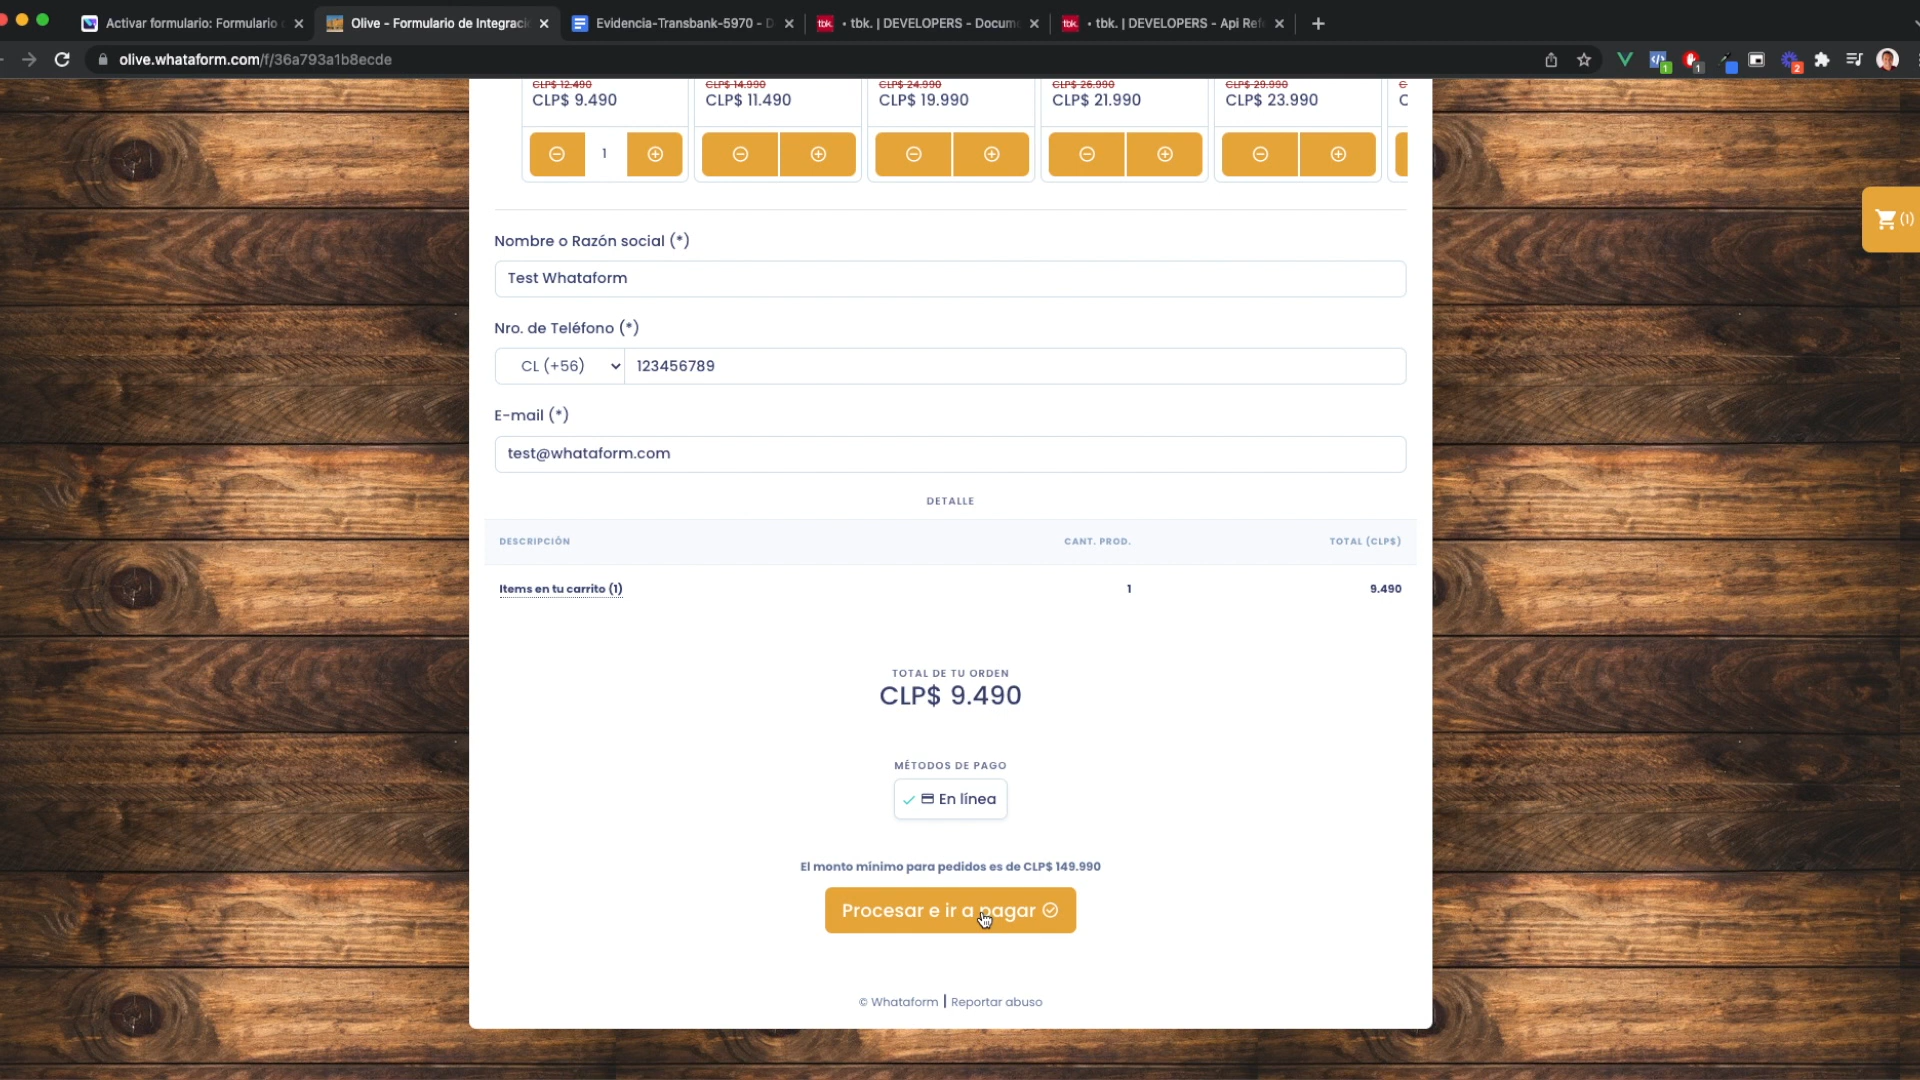 Activar formulario: Formulario
Olive - Formulario de Integraci
Evidencia-Transbank-5970 - D
tbk. • tbk. | DEVELOPERS - Docum
tbk. • tbk. | DEVELOPERS - Api Ref
olive.whataform.com/f/36a793a1b8ecde
1
1
2
CLP$ 12.490
CLP$ 14.990
CLP$ 24.990
CLP$ 26.990
CLP$ 29.990
CLP$ 9.490
CLP$ 11.490
CLP$ 19.990
CLP$ 21.990
CLP$ 23.990
C
1
(1)
Nombre o Razón social (*)
Test Whataform
Nro. de Teléfono (*)
CL (+56)
123456789
E-mail (*)
test@whataform.com
DETALLE
DESCRIPCIÓN
CANT. PROD.
TOTAL (CLP$)
Items en tu carrito (1)
1
9.490
TOTAL DE TU ORDEN
CLP$ 9.490
MÉTODOS DE PAGO
En línea
El monto mínimo para pedidos es de CLP$ 149.990
Procesar e ir a pagar
© Whataform | Reportar abuso